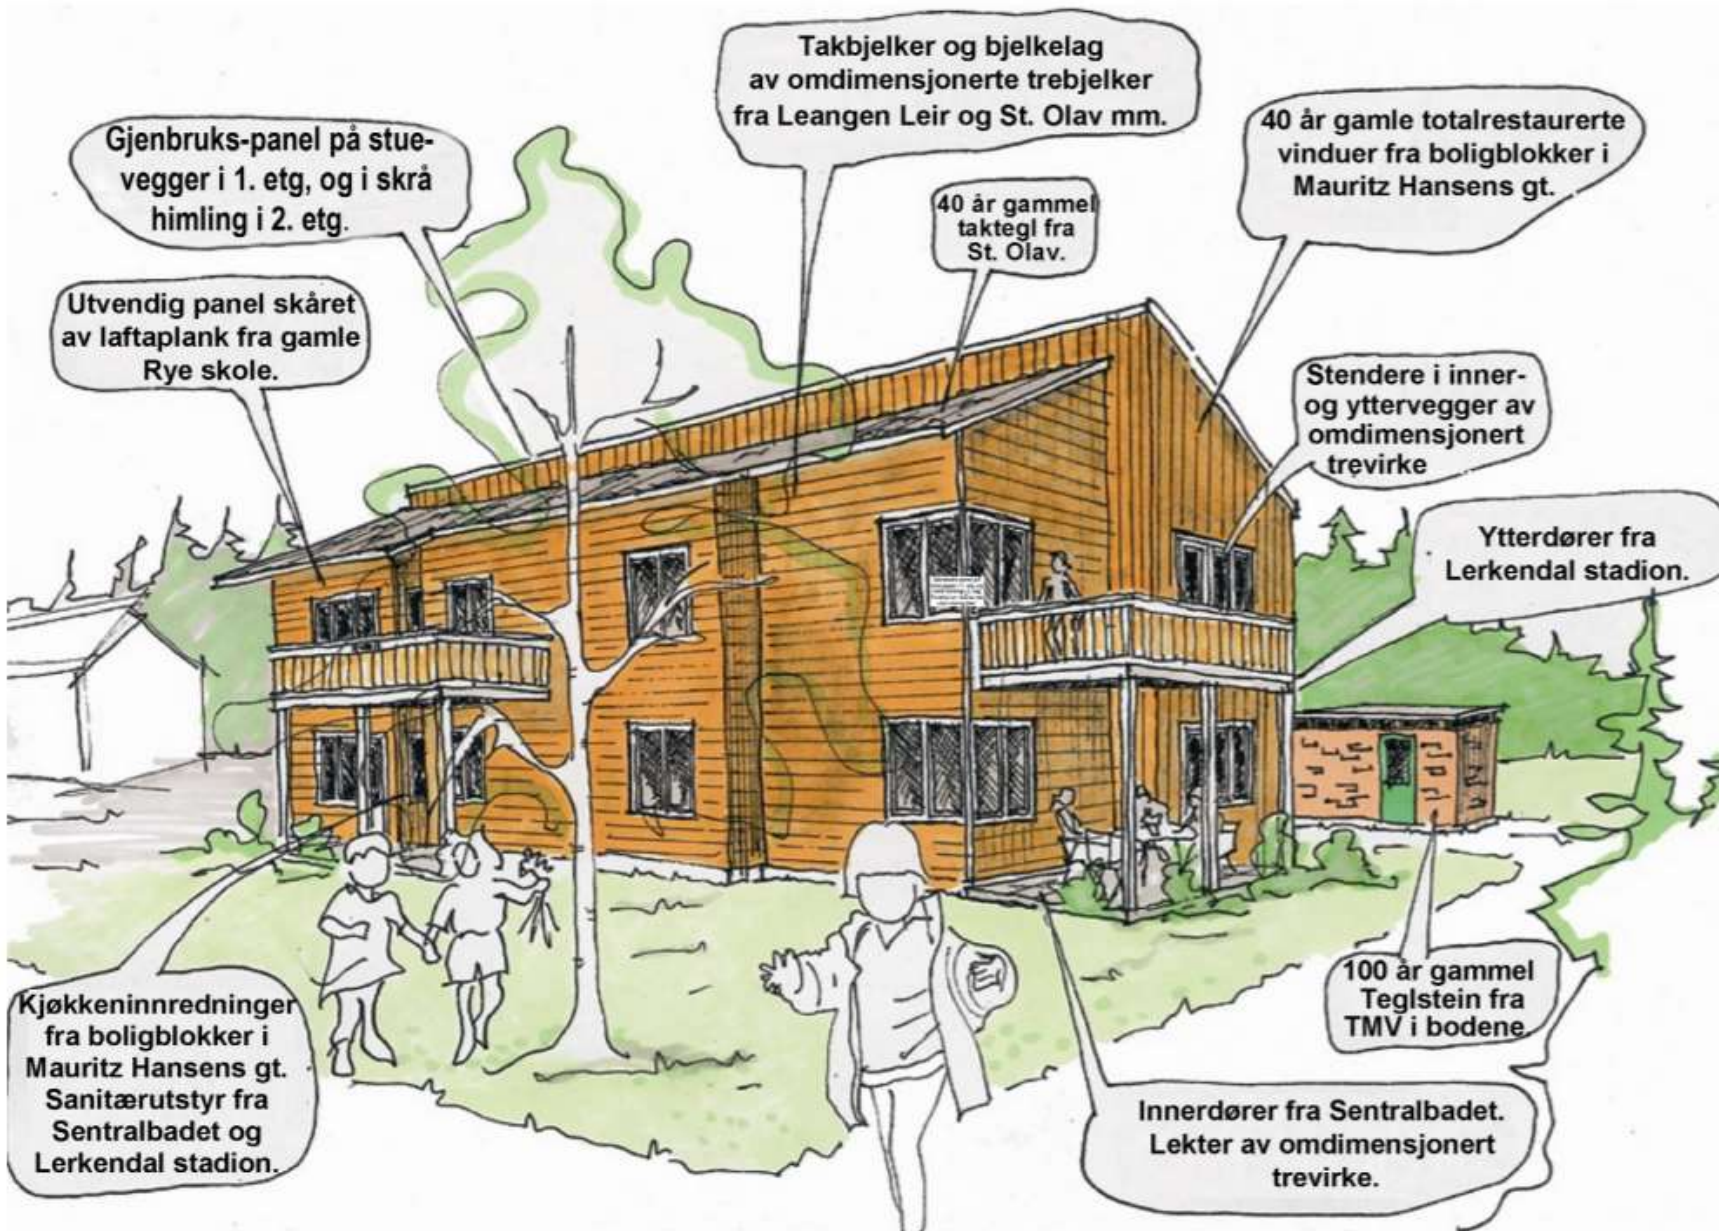 Takbjelker og bjelkelag
av omdimensjonerte trebjelker
fra Leangen Leir og St. Olav mm.
Gjenbruks-panel på stue-
vegger i 1. etg, og i skrå
himling i 2. etg.
40 år gamle totalrestaurerte
vinduer fra boligblokker i
Mauritz Hansens gt.
40 år gammel
taktegl fra
St. Olav.
Utvendig panel skåret
av laftaplank fra gamle
Rye skole.
Stendere i inner-
og yttervegger av
omdimensjonert
trevirke
Ytterdører fra
Lerkendal stadion.
Kjøkkeninnredninger
fra boligblokker i
Mauritz Hansens gt.
Sanitærutstyr fra
Sentralbadet og
Lerkendal stadion.
100 år gammel
Teglstein fra
TMV i bodene.
Innerdører fra Sentralbadet.
Lekter av omdimensjonert
trevirke.